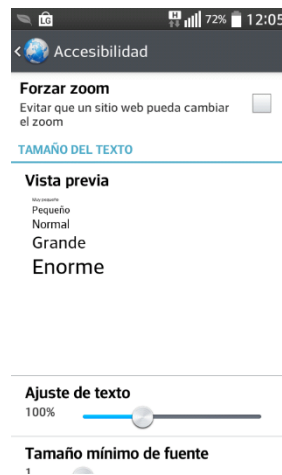 LG H 72% 12:05
Accesibilidad
Forzar zoom
Evitar que un sitio web pueda cambiar
el zoom
TAMAÑO DEL TEXTO
Vista previa
Muy pequeño
Pequeño
Normal
Grande
Enorme
Ajuste de texto
100%
Tamaño mínimo de fuente
1